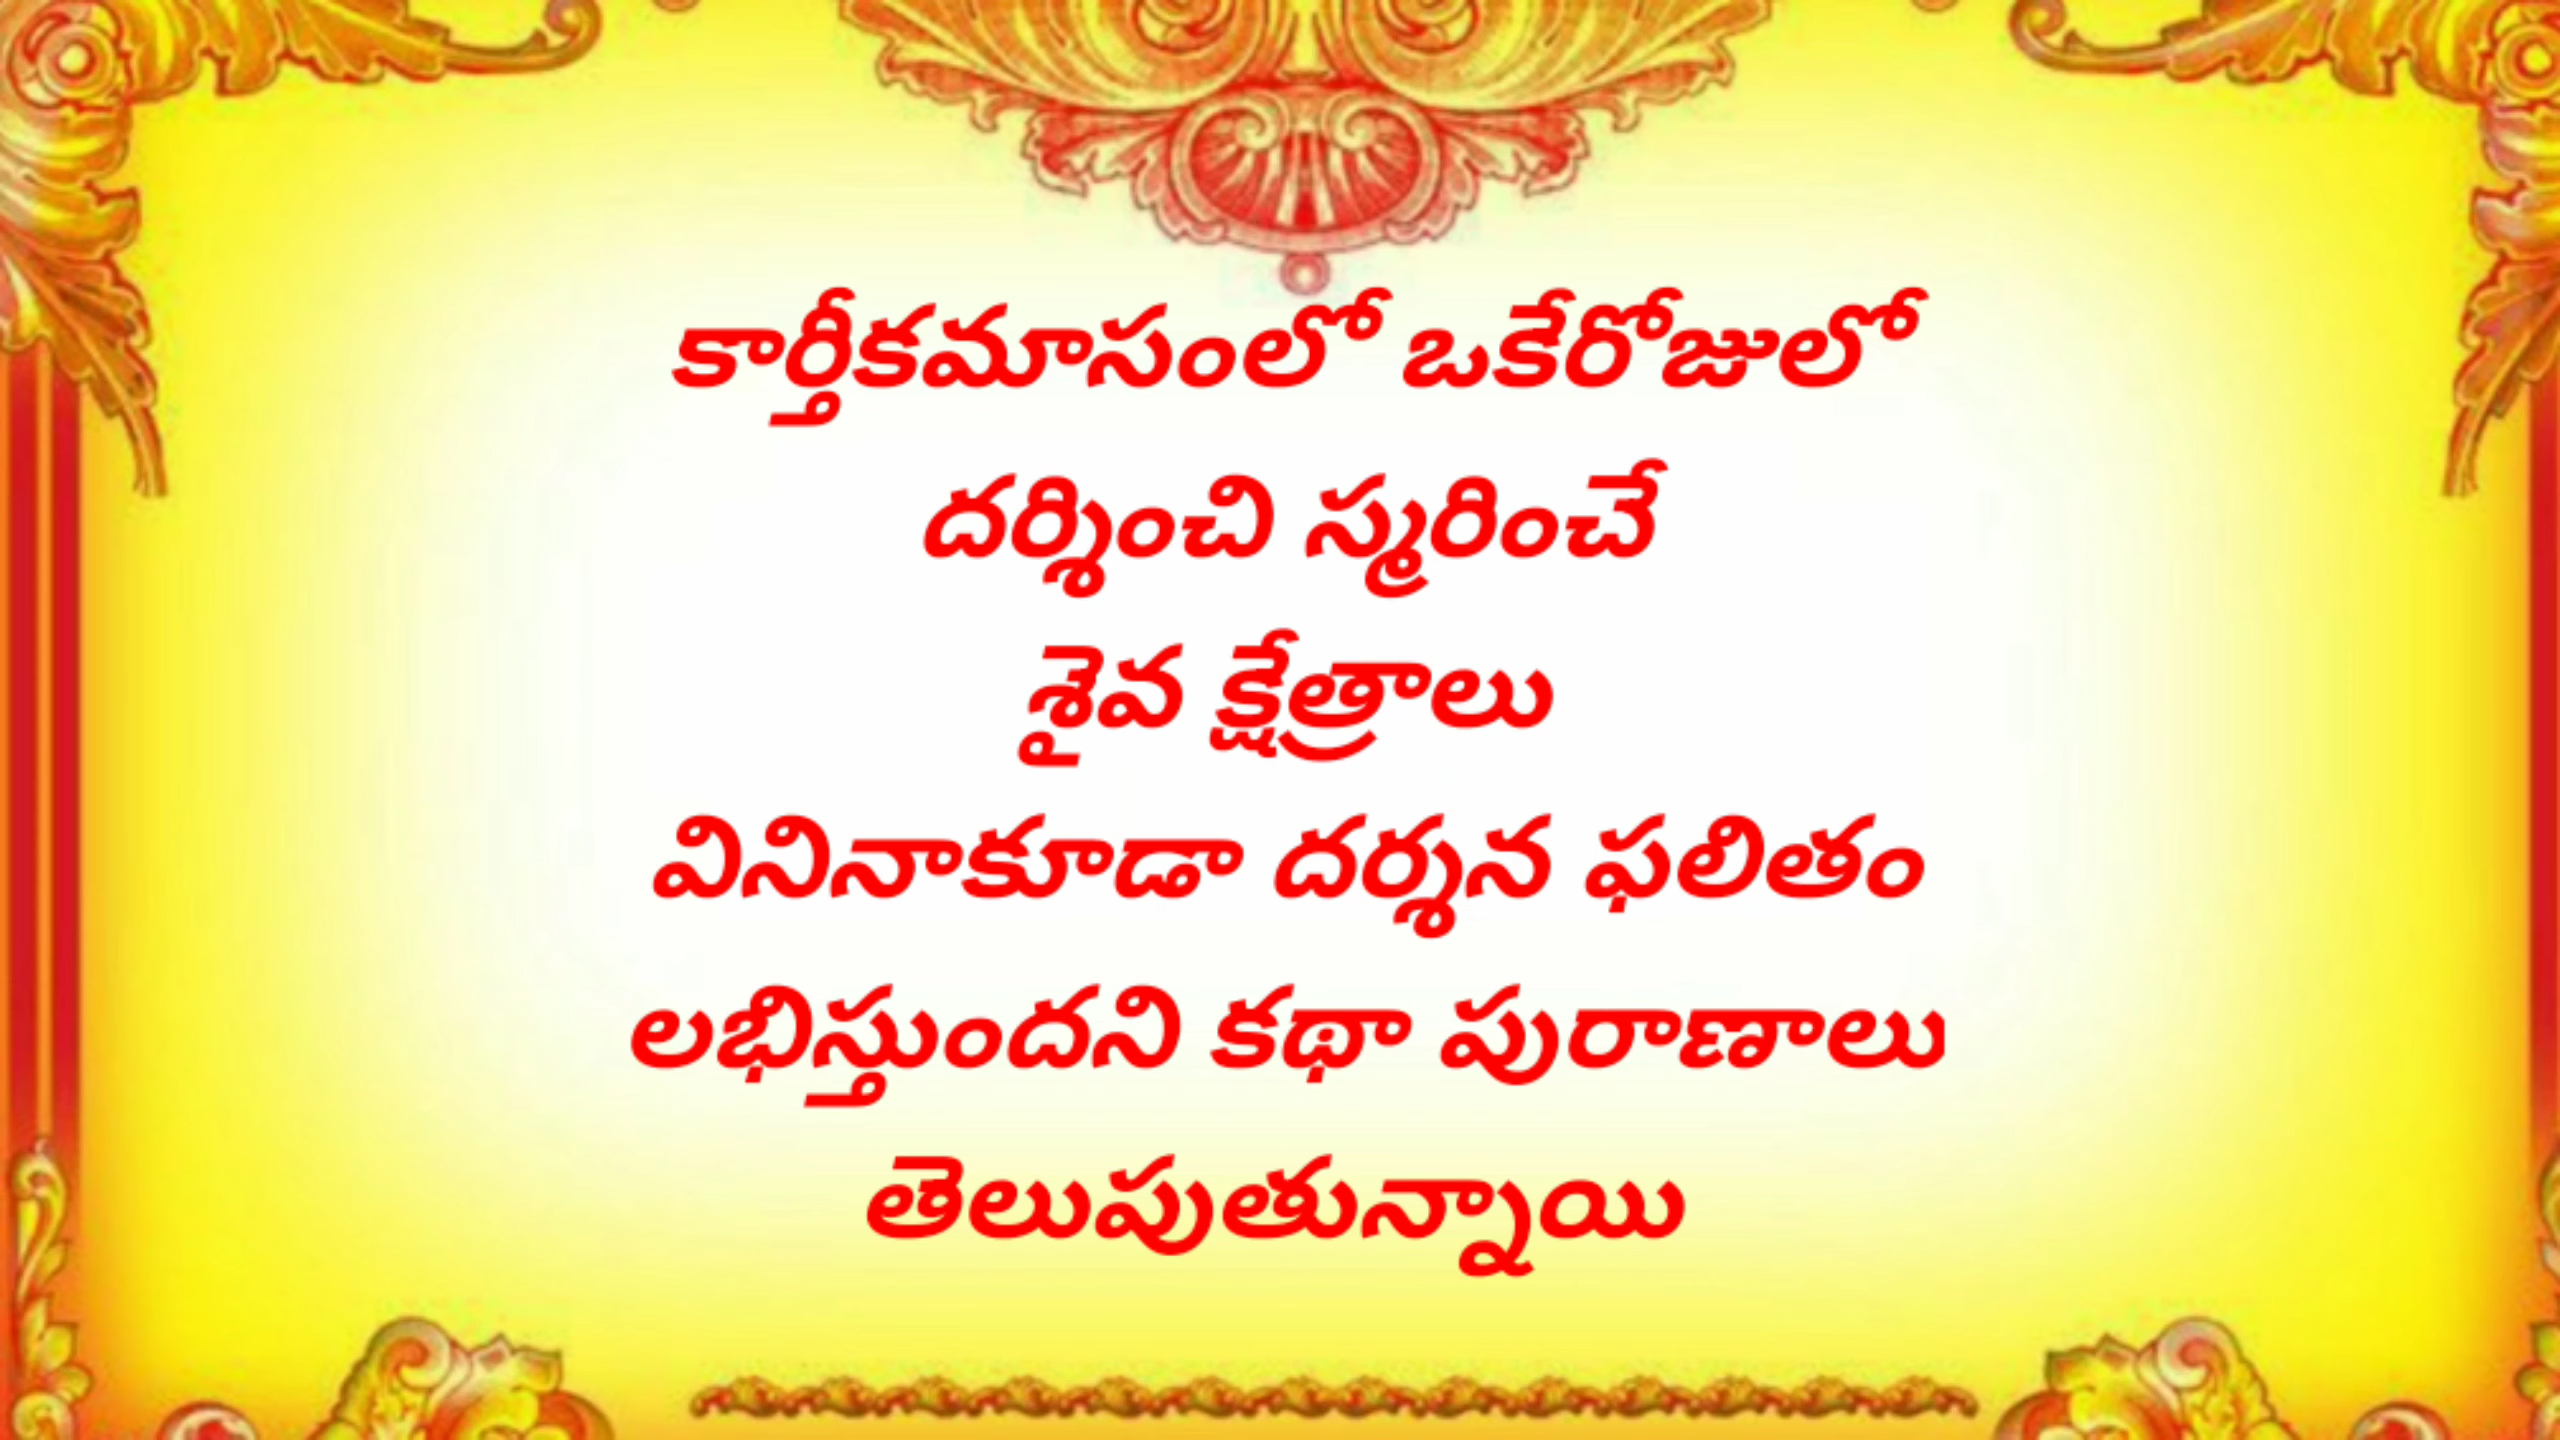 కార్తీకమాసంలో ఒకేరోజులో
దర్శించి స్మరించే
శైవ క్షేత్రాలు
వినినాకూడా దర్శన ఫలితం
లభిస్తుందని కథా పురాణాలు
తెలుపుతున్నాయి